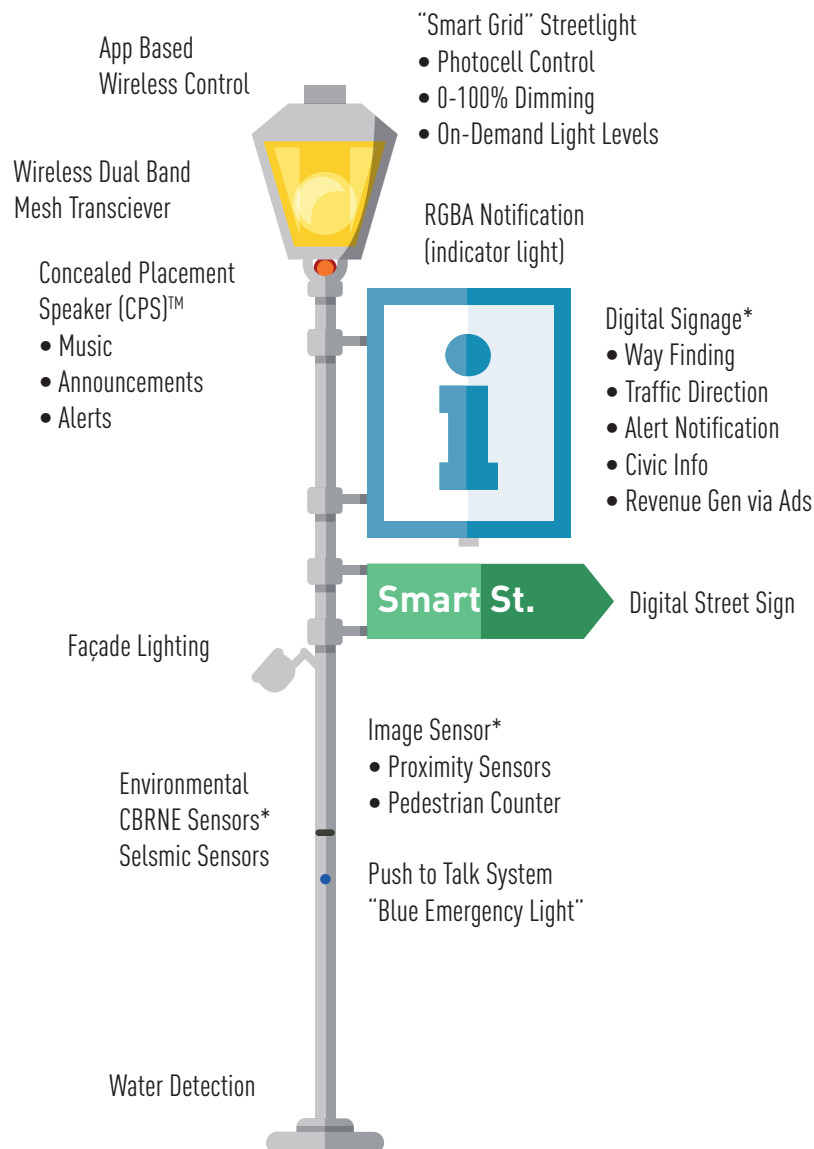 App Based
Wireless Control
“Smart Grid” Streetlight
• Photocell Control
• 0-100% Dimming
• On-Demand Light Levels
Wireless Dual Band
Mesh Transciever
RGBA Notification
(indicator light)
Concealed Placement
Speaker (CPS)™
• Music
• Announcements
• Alerts
Digital Signage*
• Way Finding
• Traffic Direction
• Alert Notification
• Civic Info
• Revenue Gen via Ads
i
Smart St.
Digital Street Sign
Façade Lighting
Image Sensor*
• Proximity Sensors
• Pedestrian Counter
Environmental
CBRNE Sensors*
Selsmic Sensors
Push to Talk System
“Blue Emergency Light”
Water Detection